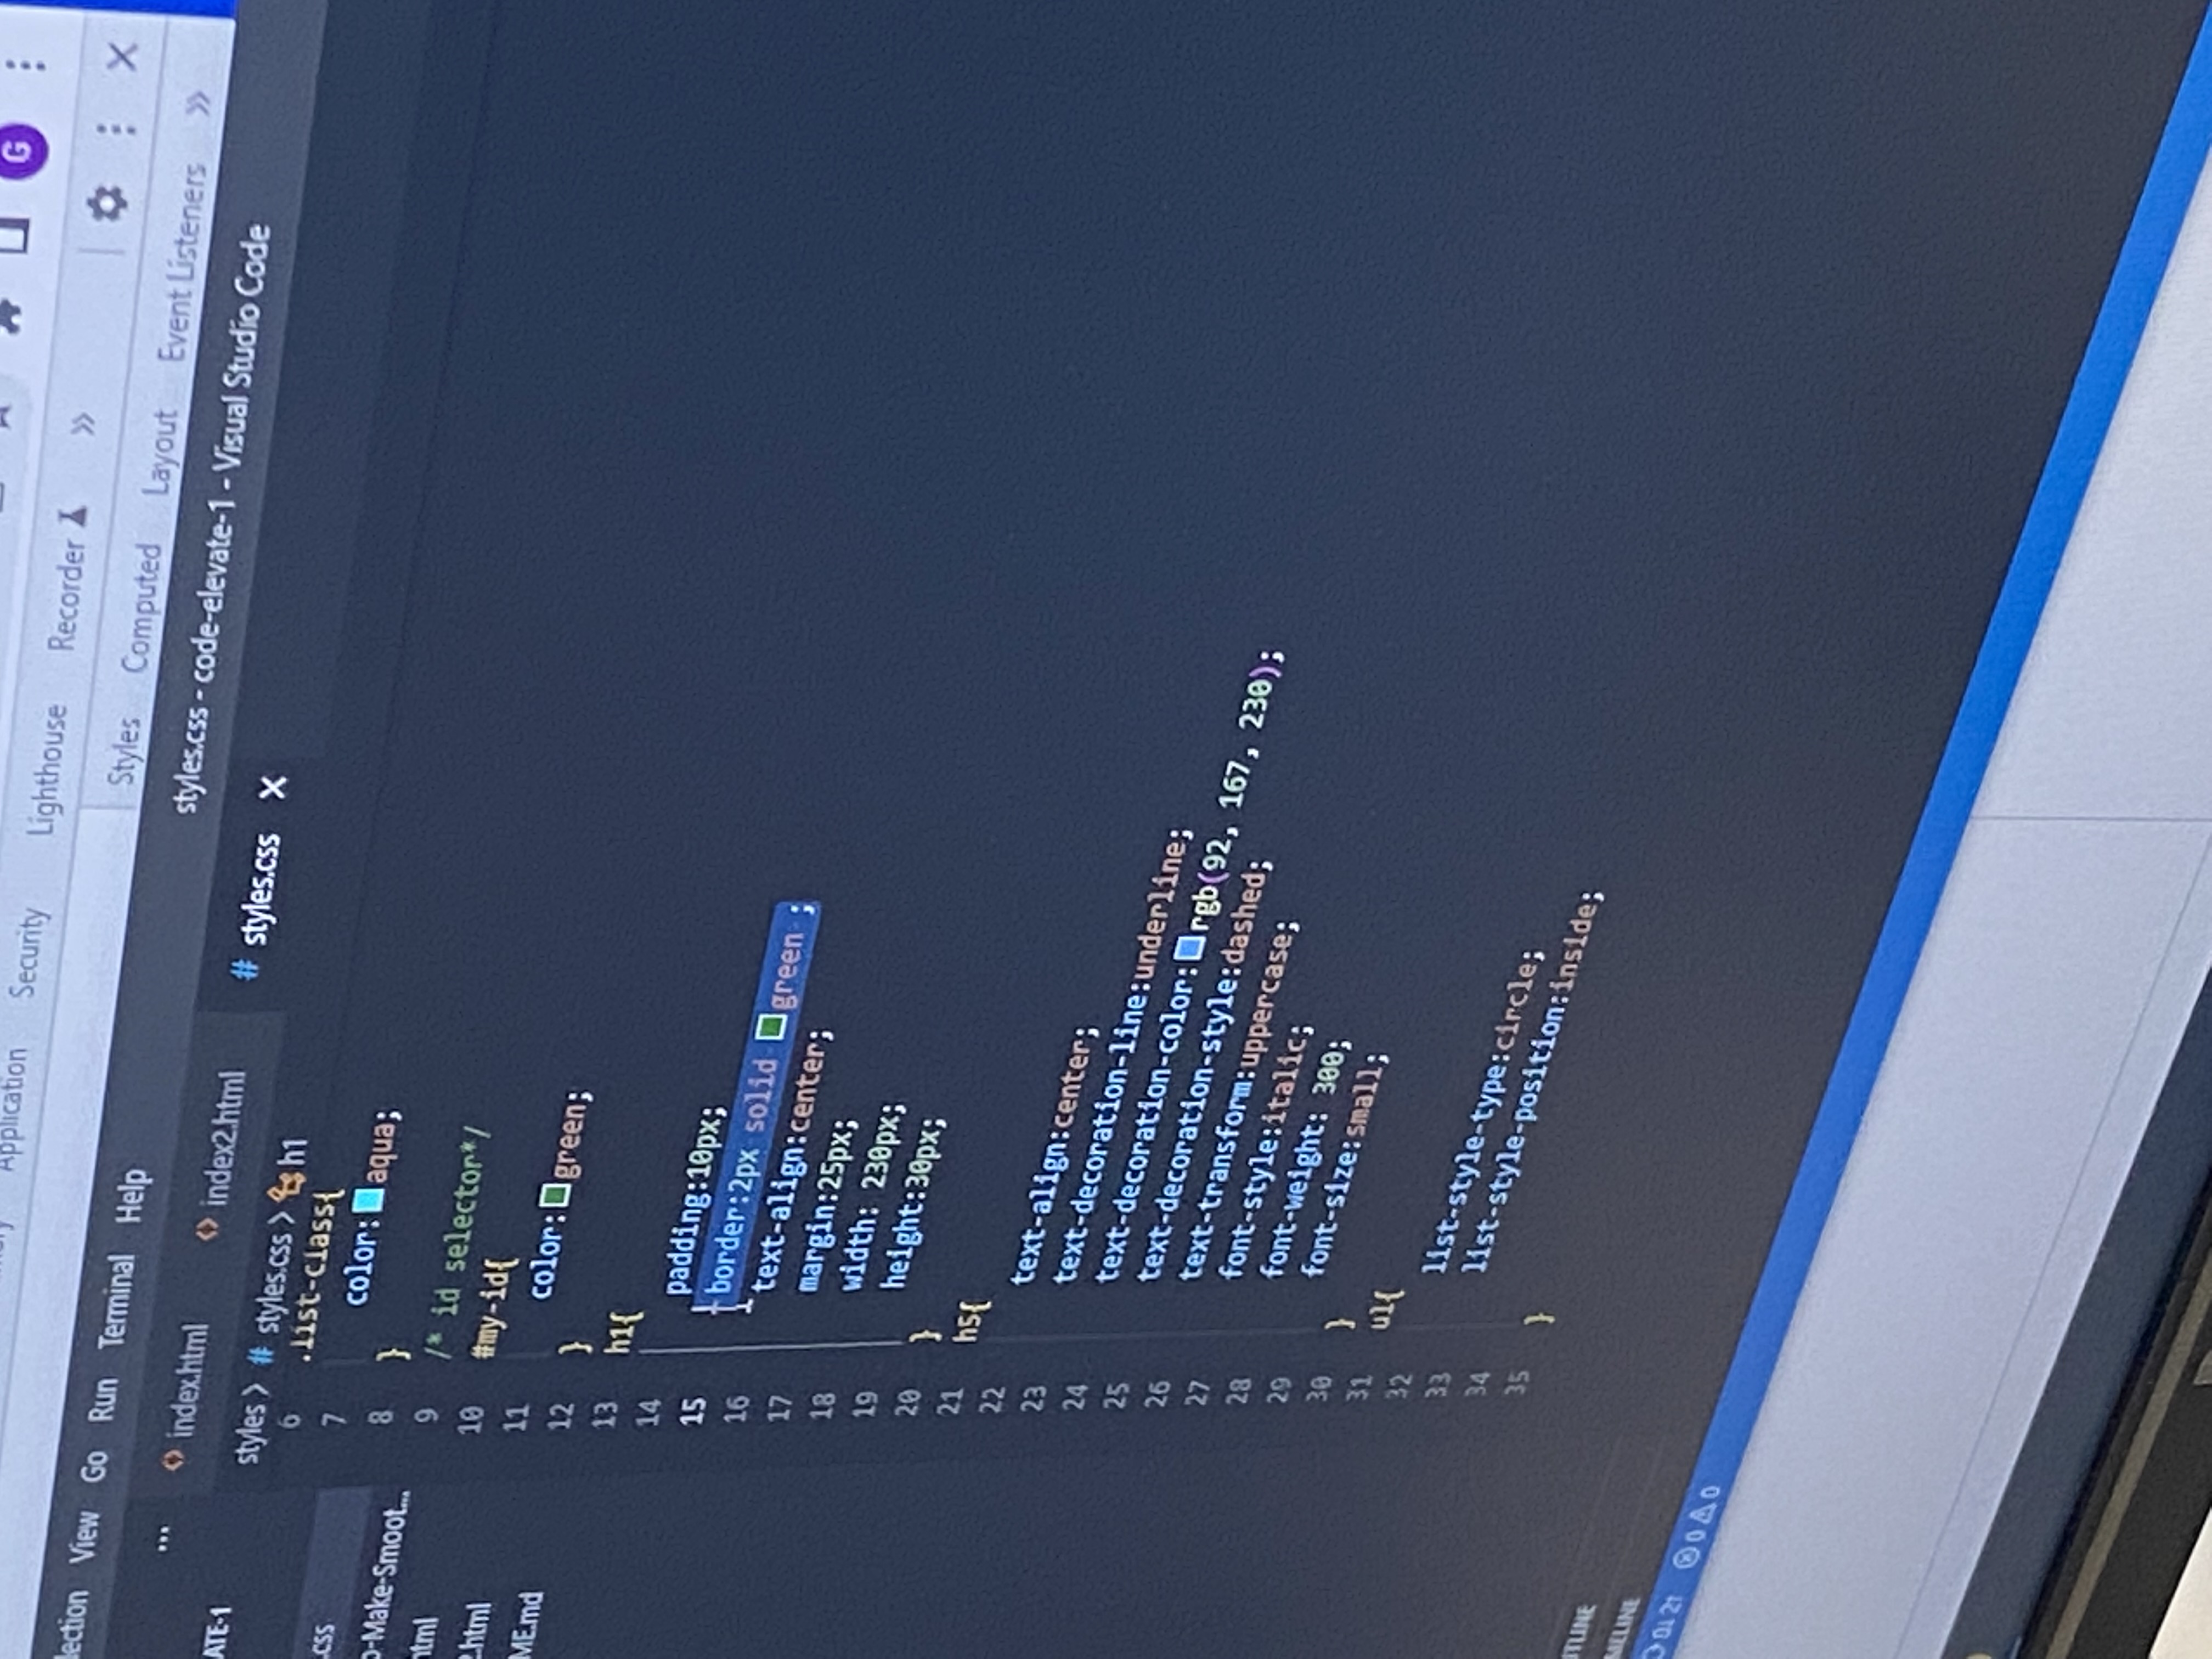 Application Security Lighthouse Recorder
G
View Go Run Terminal Help
Styles Computed Layout Event Listeners
styles.css - code-elevate-1 - Visual Studio Code
ATE-1
index.html
index2.html
# styles.css X
styles > # styles.css > h1
.css
-Make-Smoot...
html
.html
ME.md
6 .list-class{
7 color: aqua;
8 }
9 /* id selector*/
10 #my-id{
11 color: green;
12 }
13 h1{
14 padding:10px;
15 border:2px solid green ;
16 text-align:center;
17 margin:25px;
18 width: 230px;
19 height:30px;
20 }
21 h5{
22 text-align:center;
23 text-decoration-line:underline;
24 text-decoration-color: rgb(92, 167, 230);
25 text-decoration-style:dashed;
26 text-transform:uppercase;
27 font-style:italic;
28 font-weight: 300;
29 font-size:small;
30 }
31 ul{
32 list-style-type:circle;
33 list-style-position:inside;
34 }
35
0 0